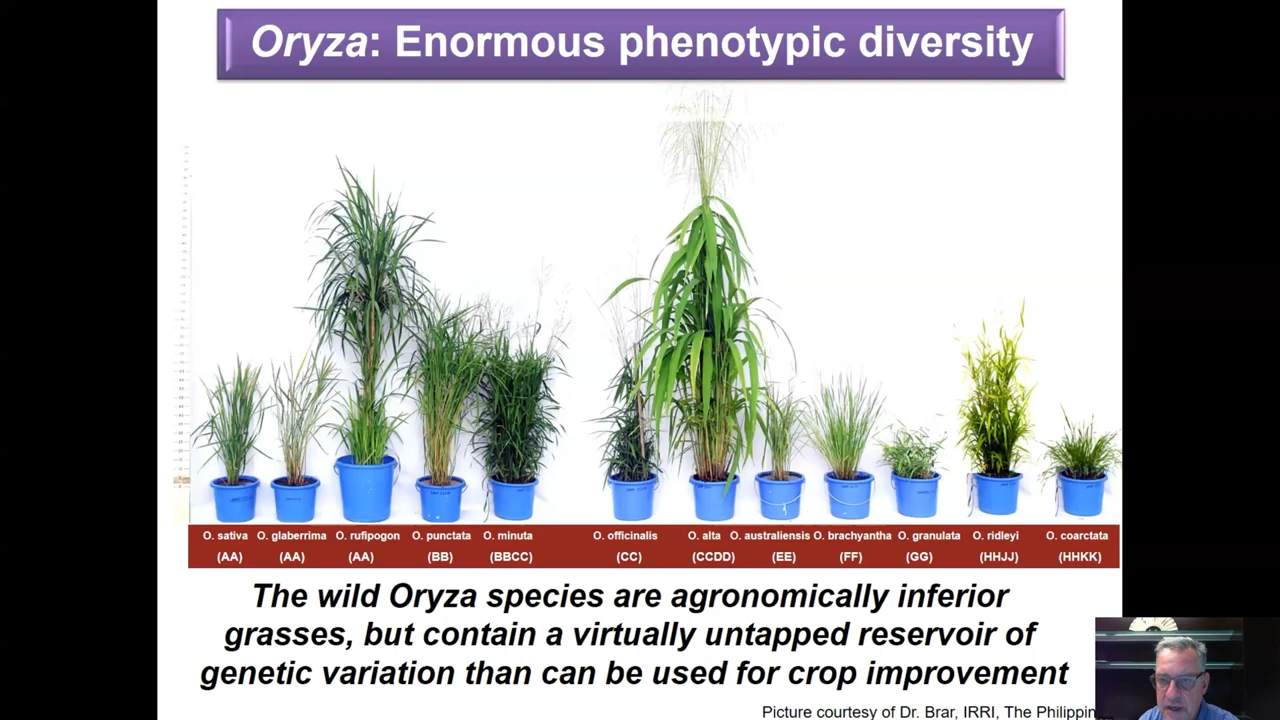 Oryza: Enormous phenotypic diversity
O. sativa O. glaberrima O. rufipogon O. punctata O. minuta O. officinalis O. alta O. australiensis O. brachyantha O. granulata O. ridleyi O. coarctata
(AA) (AA) (AA) (BB) (BBCC) (CC) (CCDD) (EE) (FF) (GG) (HHJJ) (HHKK)
The wild Oryza species are agronomically inferior
grasses, but contain a virtually untapped reservoir of
genetic variation than can be used for crop improvement
Picture courtesy of Dr. Brar, IRRI, The Philippin